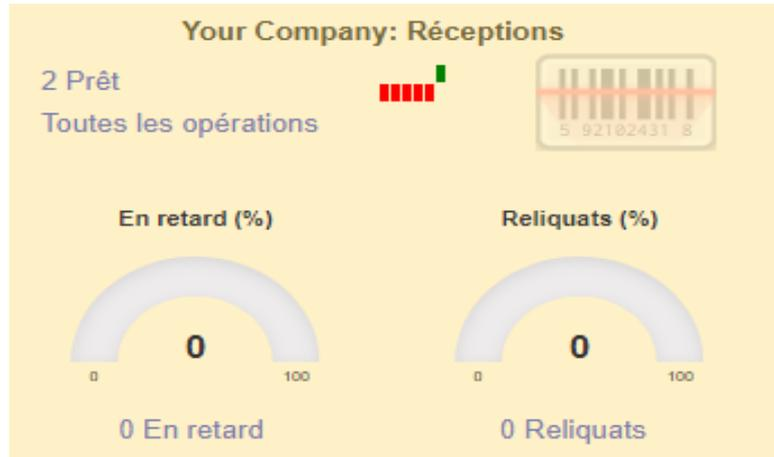 Your Company: Réceptions
2 Prêt
Toutes les opérations
5 92102431 8
En retard (%)
Reliquats (%)
0
0 100
0
0 100
0 En retard
0 Reliquats